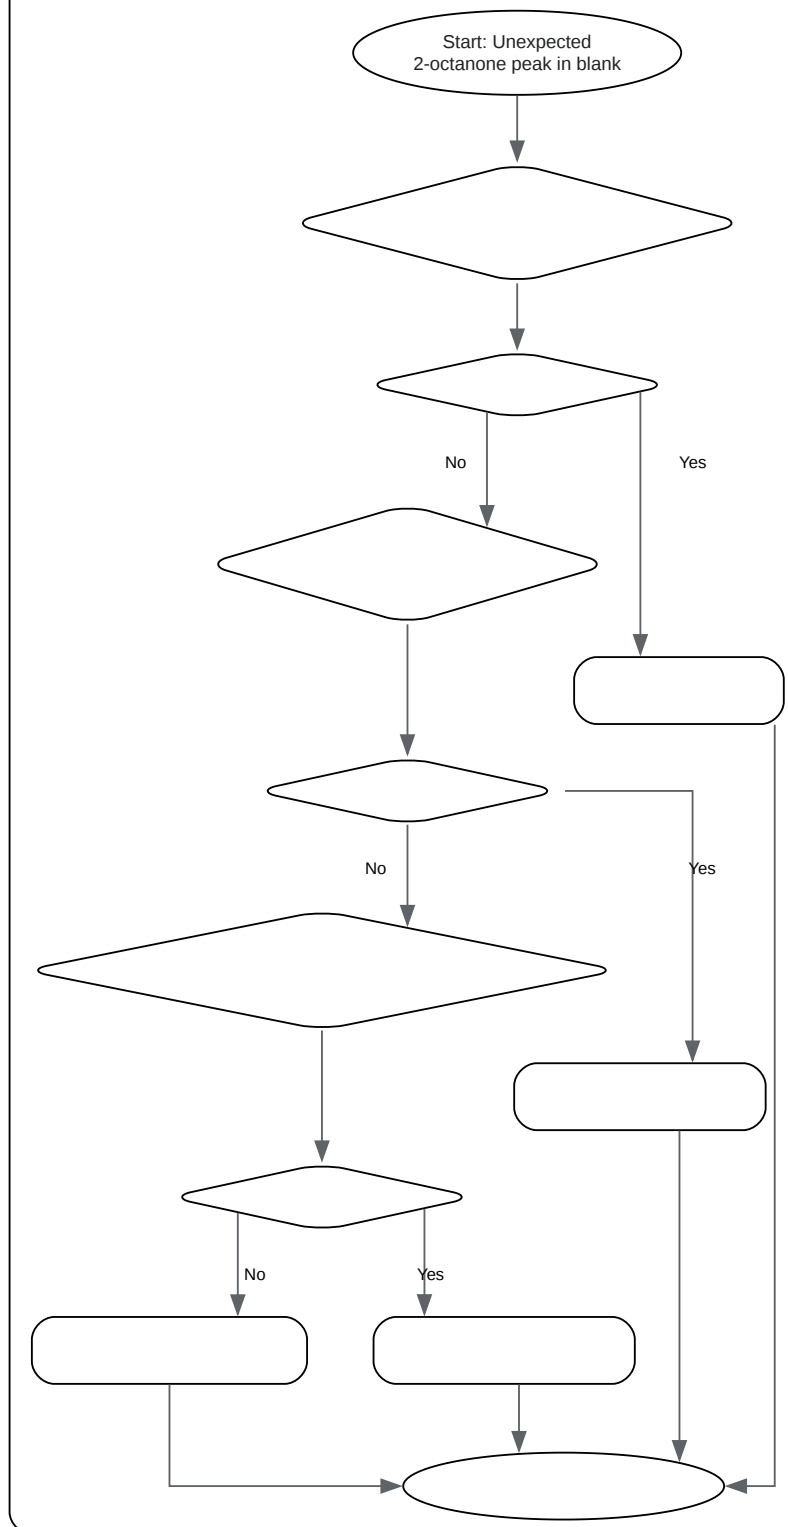 Start: Unexpected
2-octanone peak in blank
No
Yes
No
Yes
No
Yes